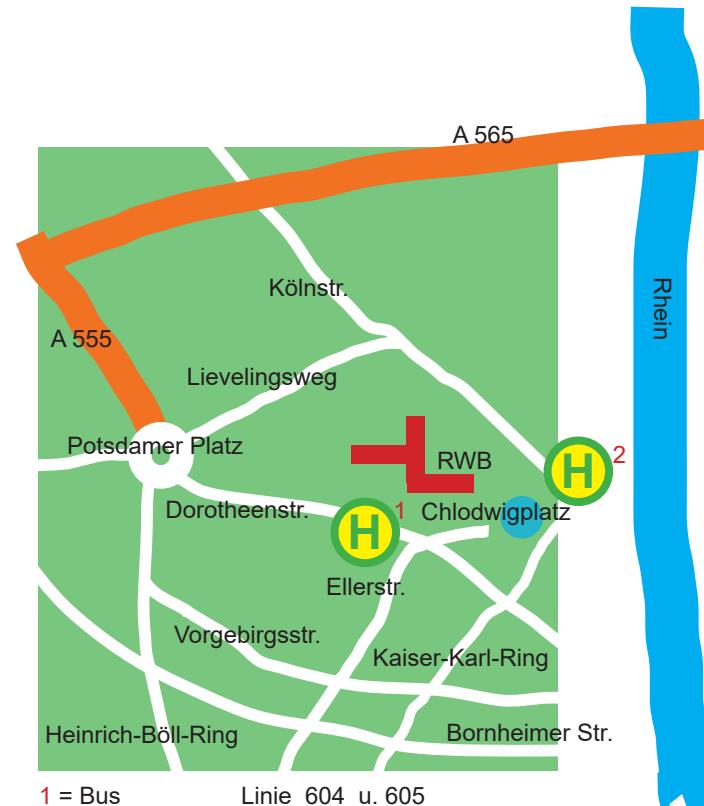 A 565
Rhein
Kölnstr.
A 555
Lievelingsweg
Potsdamer Platz
RWB
H 2
Dorotheenstr.
H 1
Chlodwigplatz
Ellerstr.
Vorgebirgsstr.
Kaiser-Karl-Ring
Heinrich-Böll-Ring
Bornheimer Str.
1 = Bus Linie 604 u. 605